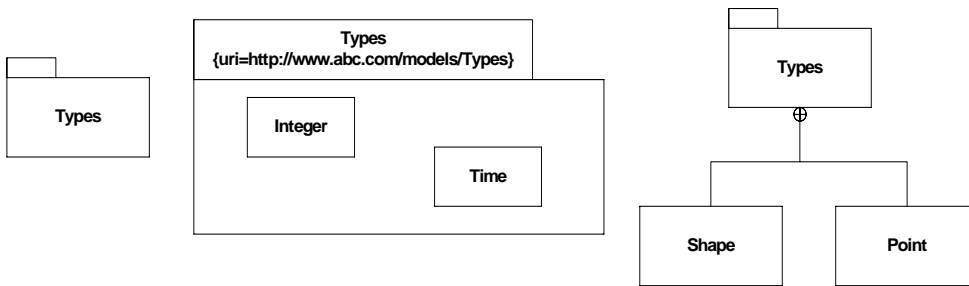 Types
Types
{uri=http://www.abc.com/models/Types}
Integer
Time
Types
Shape
Point